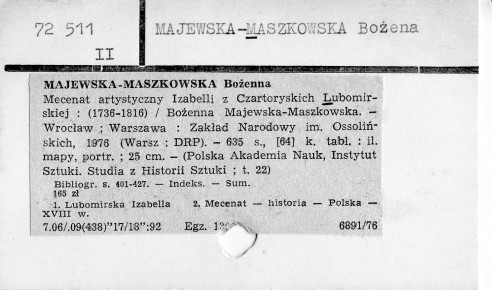 72 511
II
MAJEWSKA-MASZKOWSKA Bożena
MAJEWSKA-MASZKOWSKA Bożenna
Mecenat artystyczny Izabelli z Czartoryskich Lubomir-
skiej : (1736-1816) / Bożenna Majewska-Maszkowska. –
Wrocław ; Warszawa : Zakład Narodowy im. Ossoliń-
skich, 1976 (Warsz : DRP). – 635 s., [64] k. tabl. : il.
mapy, portr. ; 25 cm. – (Polska Akademia Nauk, Instytut
Sztuki. Studia z Historii Sztuki ; t. 22)
Bibliogr. s. 401-427. — Indeks. — Sum.
165 zł
1. Lubomirska Izabella 2. Mecenat — historia — Polska —
XVIII w.
7.06/.09(438)"17/18":92 Egz. 6891/76